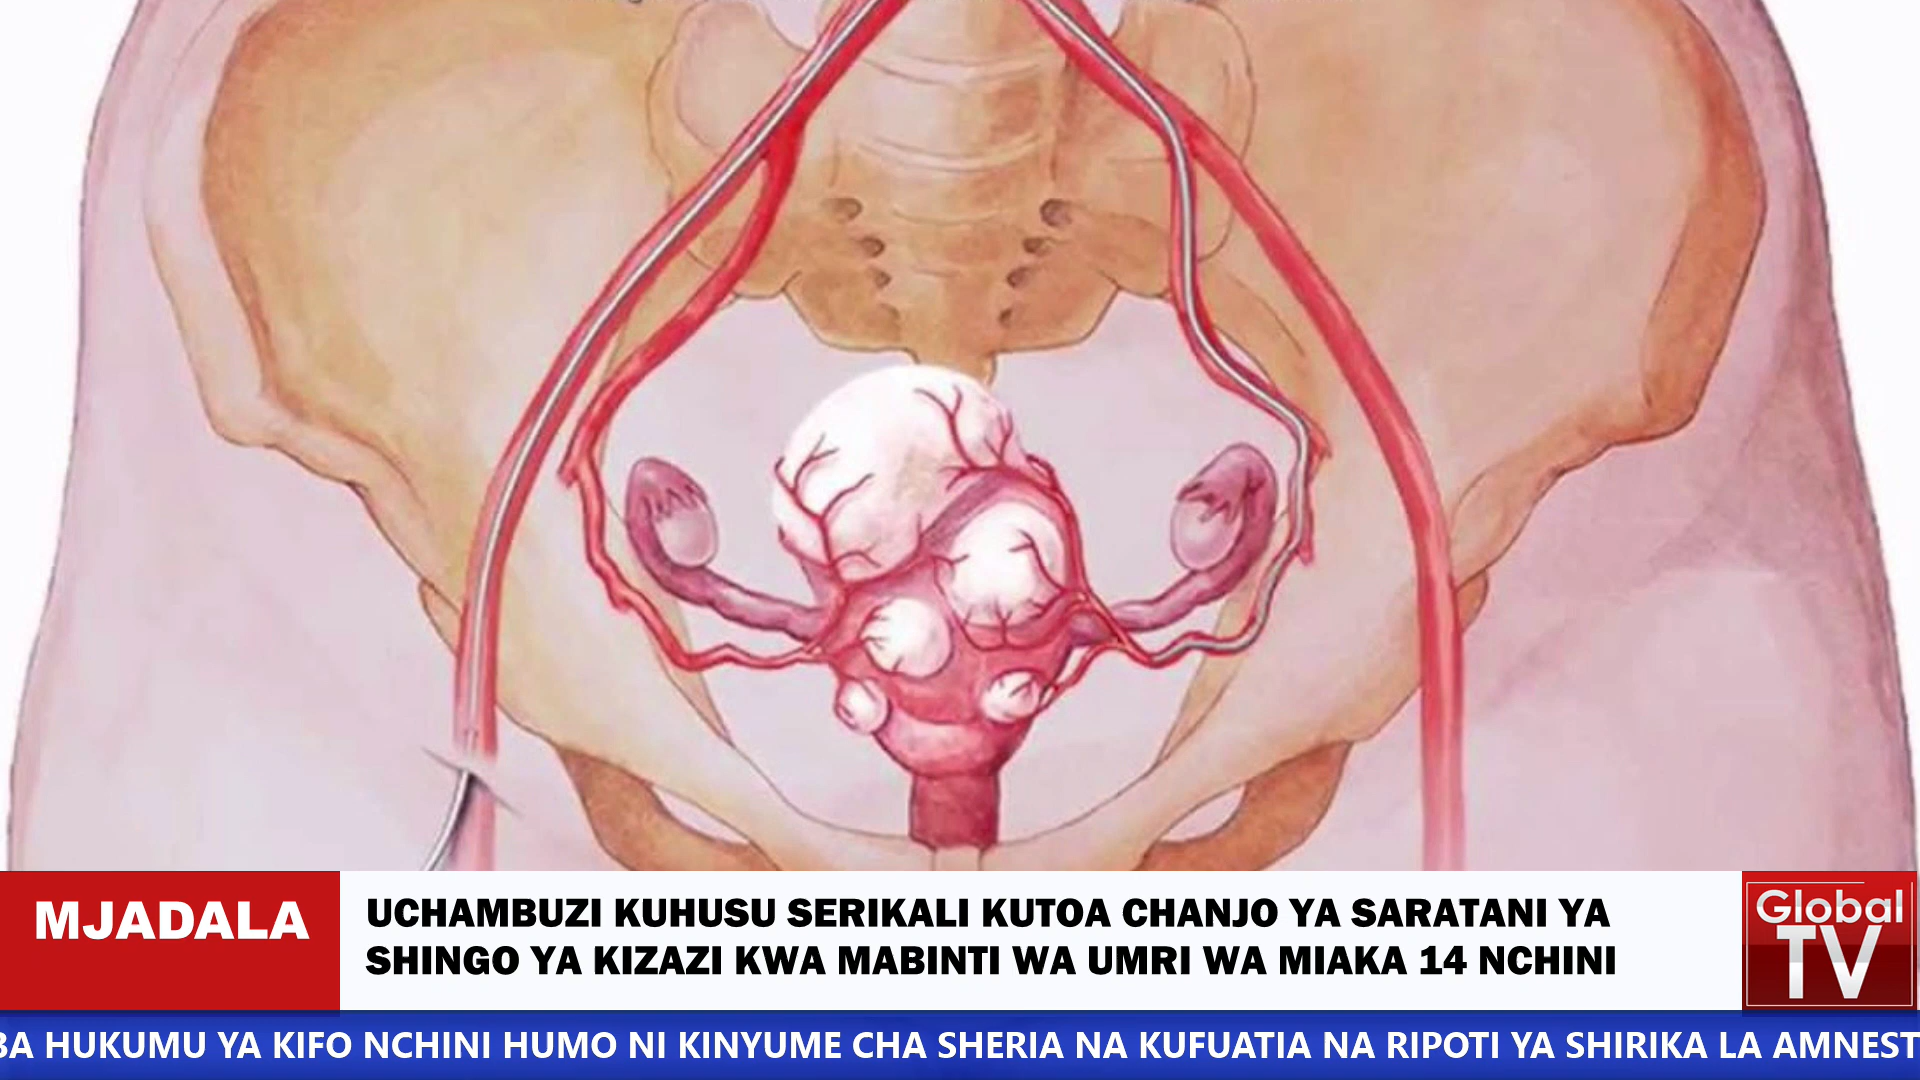 MJADALA
UCHAMBUZI KUHUSU SERIKALI KUTOA CHANJO YA SARATANI YA
SHINGO YA KIZAZI KWA MABINTI WA UMRI WA MIAKA 14 NCHINI
Global
TV
HUKUMU YA KIFO NCHINI HUMO NI KINYUME CHA SHERIA NA KUFUATIA NA RIPOTI YA SHIRIKA LA AMNEST